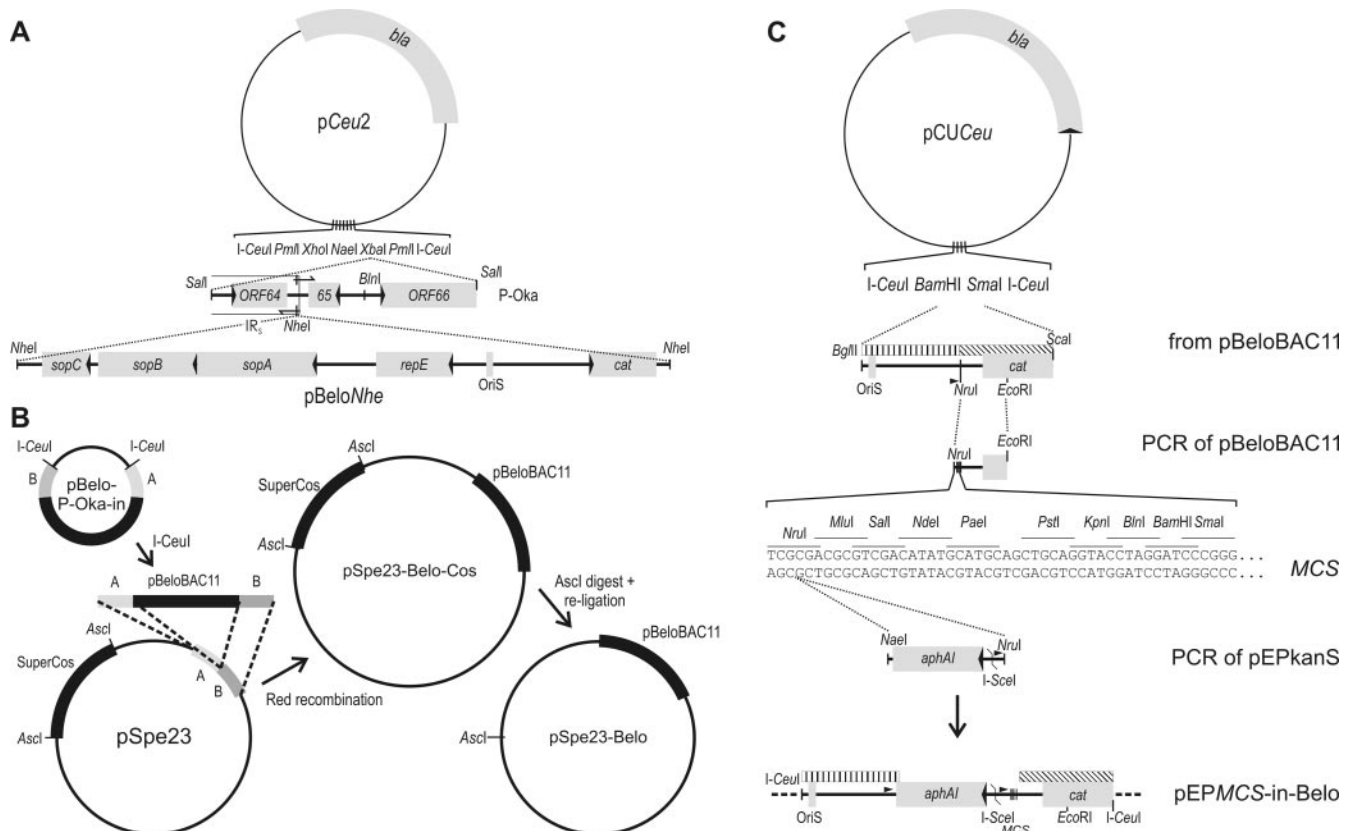 A
bla
pCeu2
I-CeuI PmlI XhoI NaeI XbaI PmlI I-CeuI
SalI
BlnI
SalI
ORF64
65
ORF66
P-Oka
IRS
NheI
NheI
NheI
sopC
sopB
sopA
repE
OriS
cat
pBeloNhe
B
I-CeuI
I-CeuI
B
A
pBelo-
P-Oka-in
I-CeuI
A
pBeloBAC11
B
AscI
SuperCos
A
B
AscI
pSpe23
Red recombination
AscI
SuperCos
pBeloBAC11
AscI
pSpe23-Belo-Cos
AscI digest +
re-ligation
pBeloBAC11
AscI
pSpe23-Belo
C
bla
pCUCeu
I-CeuI BamHI SmaI I-CeuI
BglII
ScaI
from pBeloBAC11
cat
OriS
NruI
EcoRI
PCR of pBeloBAC11
EcoRI
NruI
MluI SalI NdeI PaeI PstI KpnI BlnI BamHI SmaI
NruI
TCGCGACGCGTCGACATATGCATGCAGCTGCAGGTACCTAGGATCCCGGG...
AGCGCTGCGCAGCTGTATACGTACGTCGACGTCCATGGATCCTAGGGCCC...
MCS
NaeI
NruI
aphAI
I-SceI
PCR of pEPkanS
I-CeuI
aphAI
cat
OriS
I-SceI
MCS
EcoRI
I-CeuI
pEPMCS-in-Belo